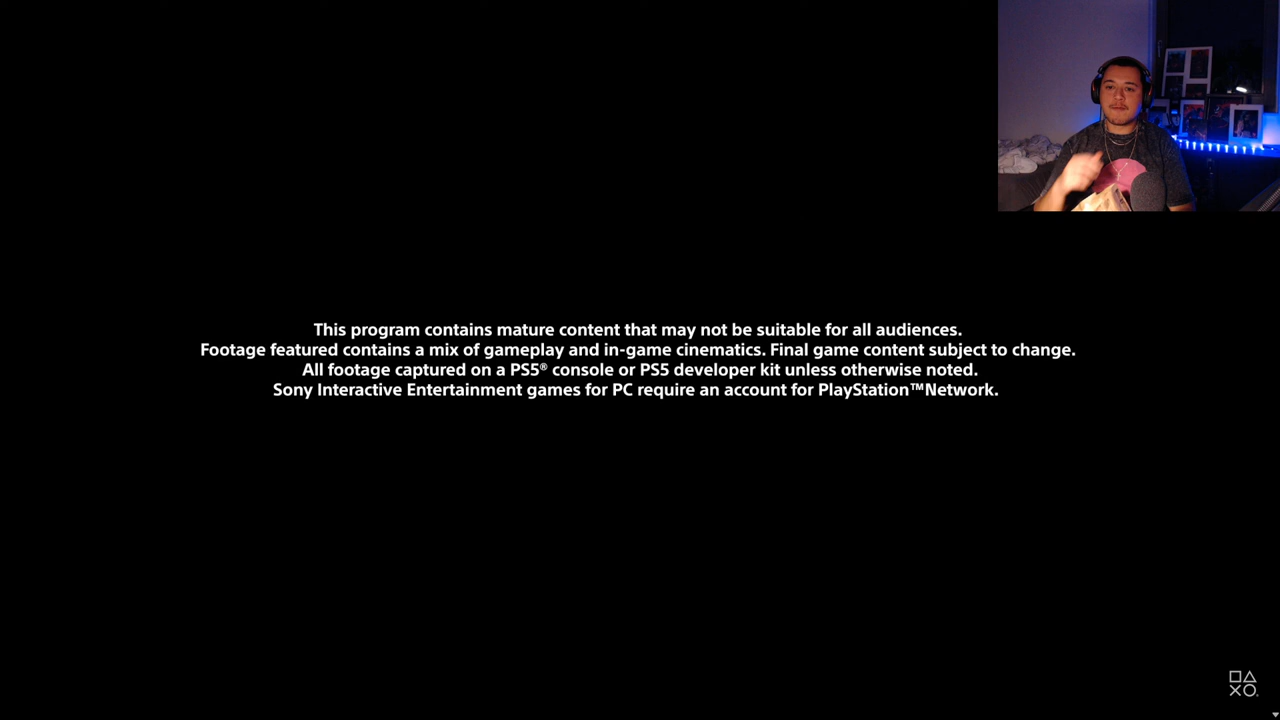 This program contains mature content that may not be suitable for all audiences.
Footage featured contains a mix of gameplay and in-game cinematics. Final game content subject to change.
All footage captured on a PS5® console or PS5 developer kit unless otherwise noted.
Sony Interactive Entertainment games for PC require an account for PlayStation™Network.